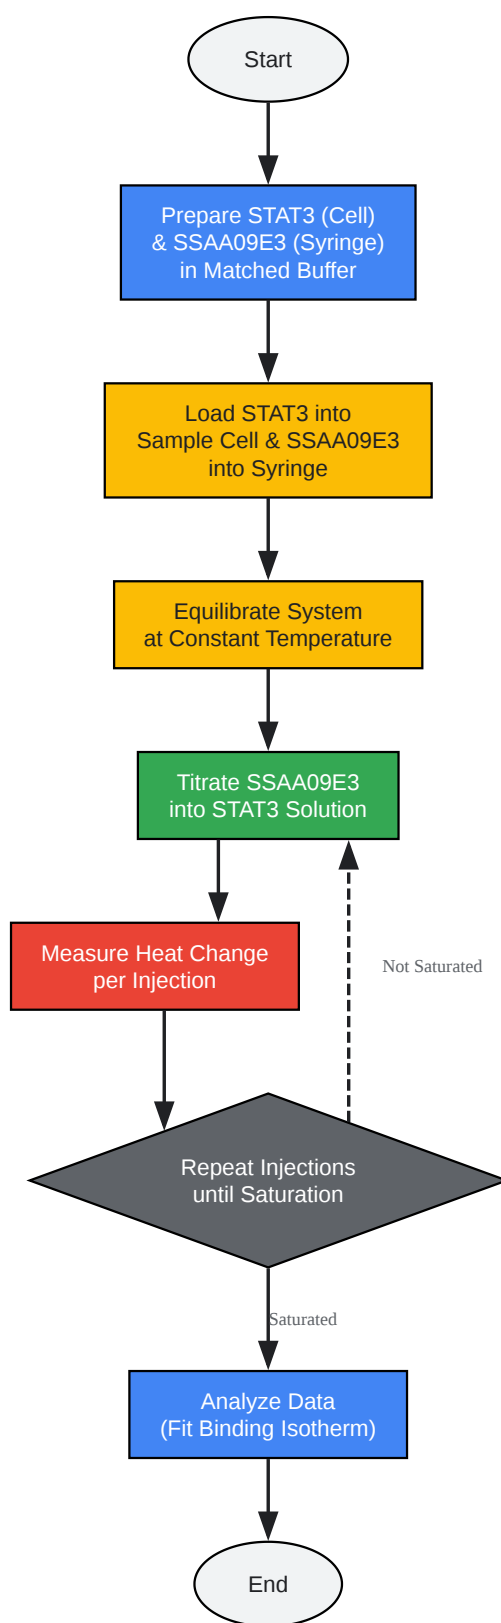 Start
Prepare STAT3 (Cell)
& SSAA09E3 (Syringe)
in Matched Buffer
Load STAT3 into
Sample Cell & SSAA09E3
into Syringe
Equilibrate System
at Constant Temperature
Titrate SSAA09E3
into STAT3 Solution
Measure Heat Change
per Injection
Not Saturated
Repeat Injections
until Saturation
Saturated
Analyze Data
(Fit Binding Isotherm)
End